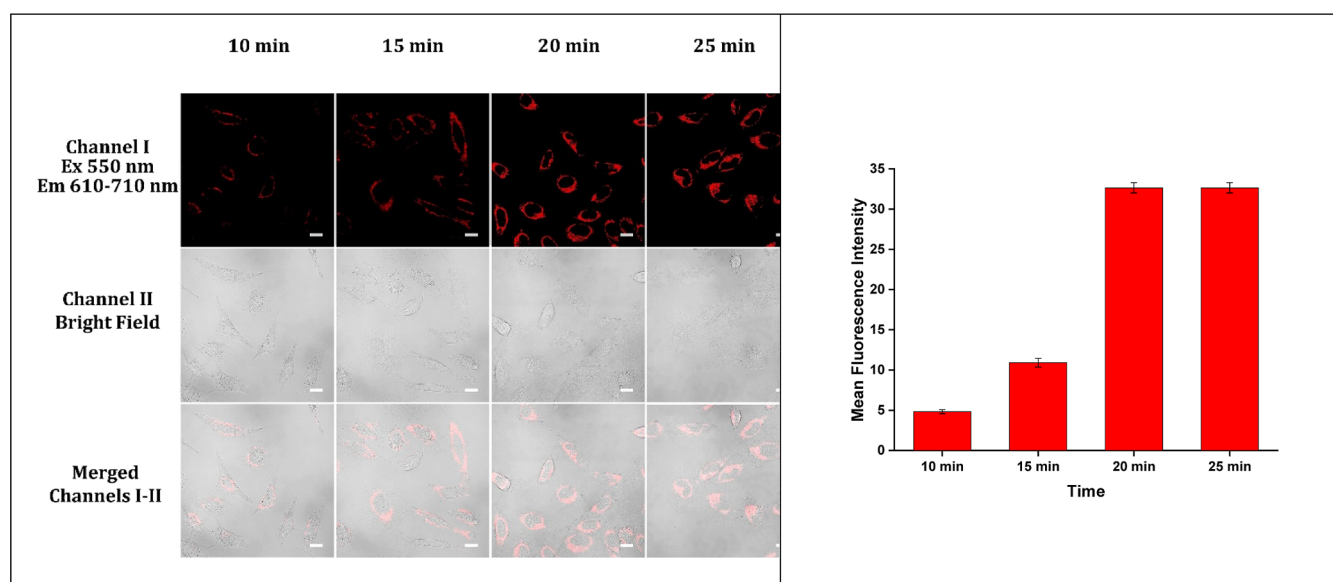 10 min 15 min 20 min 25 min
Channel I
Ex 550 nm
Em 610-710 nm
Channel II
Bright Field
Merged
Channels I-II
Mean Fluorescence Intensity
35
30
25
20
15
10
5
0
10 min 15 min 20 min 25 min
Time